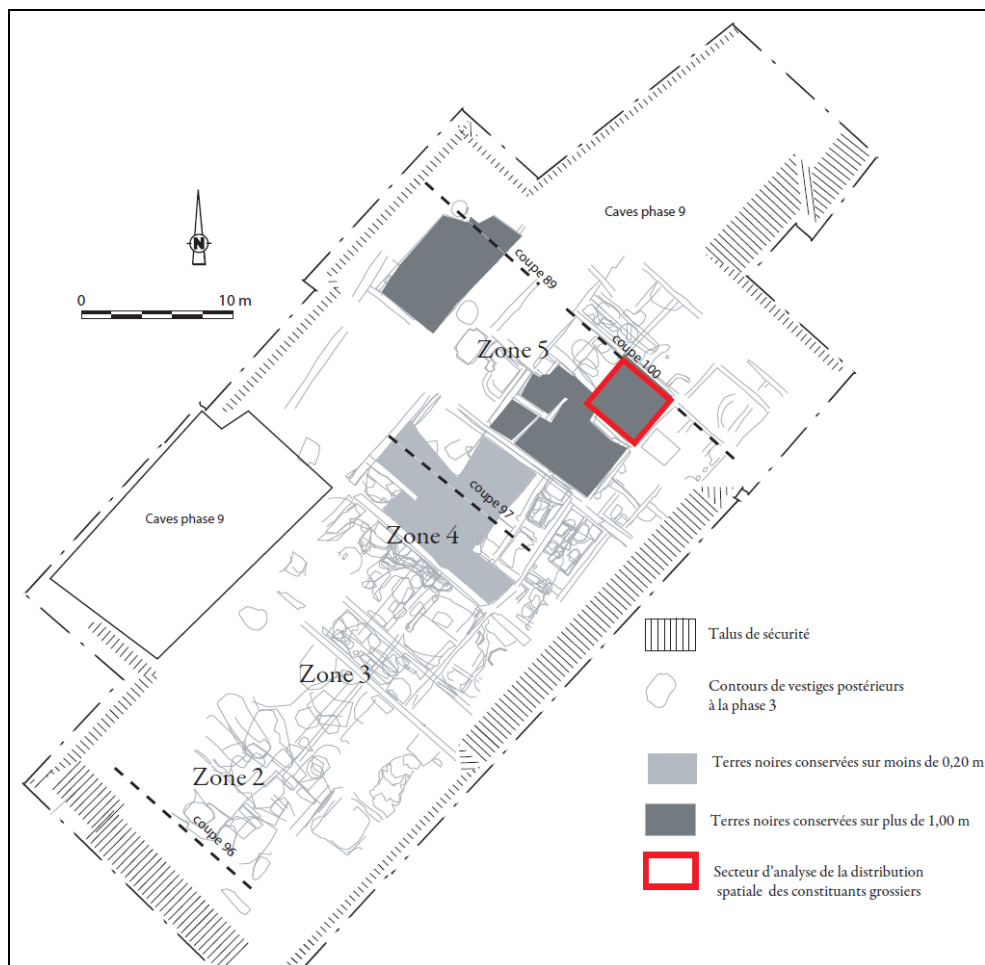 Caves phase 9
N
0 10 m
coupe 89
Zone 5
coupe 100
Caves phase 9
coupe 97
Zone 4
Zone 3
Zone 2
coupe 96
Talus de sécurité
Contours de vestiges postérieurs
à la phase 3
Terres noires conservées sur moins de 0,20 m
Terres noires conservées sur plus de 1,00 m
Secteur d'analyse de la distribution
spatiale des constituants grossiers